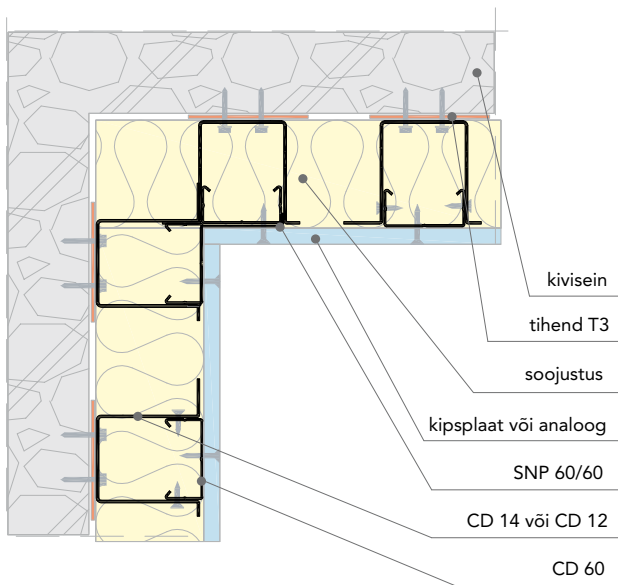 kivisein
tihend T3
soojustus
kipsplaat või analoog
SNP 60/60
CD 14 või CD 12
CD 60